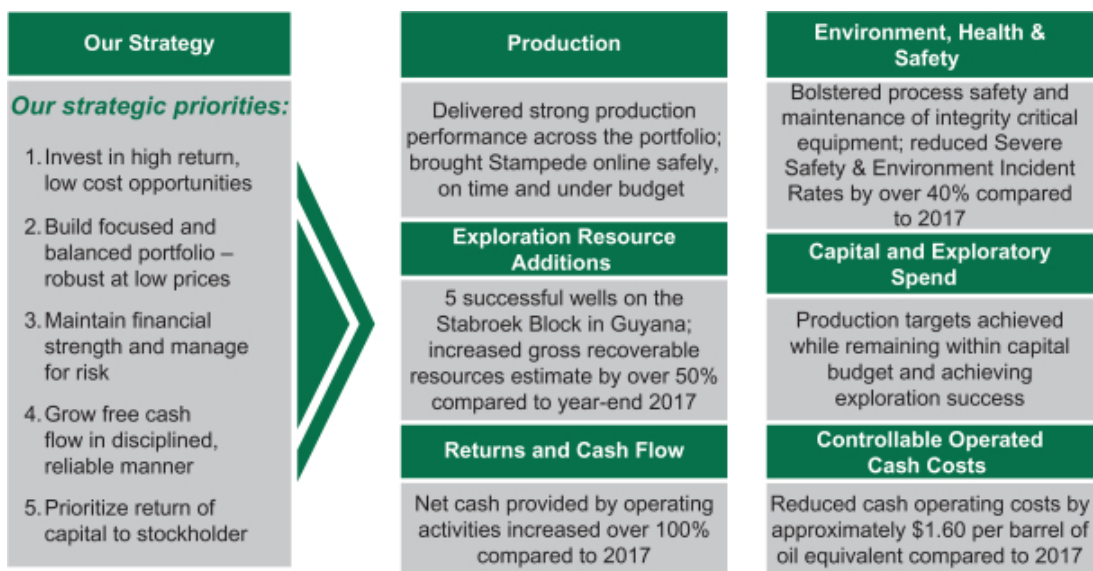 Our Strategy
Our strategic priorities:
1. Invest in high return,
low cost opportunities
2. Build focused and
balanced portfolio –
robust at low prices
3. Maintain financial
strength and manage
for risk
4. Grow free cash
flow in disciplined,
reliable manner
5. Prioritize return of
capital to stockholder
Production
Delivered strong production
performance across the portfolio;
brought Stampede online safely,
on time and under budget
Exploration Resource
Additions
5 successful wells on the
Stabroek Block in Guyana;
increased gross recoverable
resources estimate by over 50%
compared to year-end 2017
Returns and Cash Flow
Net cash provided by operating
activities increased over 100%
compared to 2017
Environment, Health &
Safety
Bolstered process safety and
maintenance of integrity critical
equipment; reduced Severe
Safety & Environment Incident
Rates by over 40% compared
to 2017
Capital and Exploratory
Spend
Production targets achieved
while remaining within capital
budget and achieving
exploration success
Controllable Operated
Cash Costs
Reduced cash operating costs by
approximately $1.60 per barrel of
oil equivalent compared to 2017